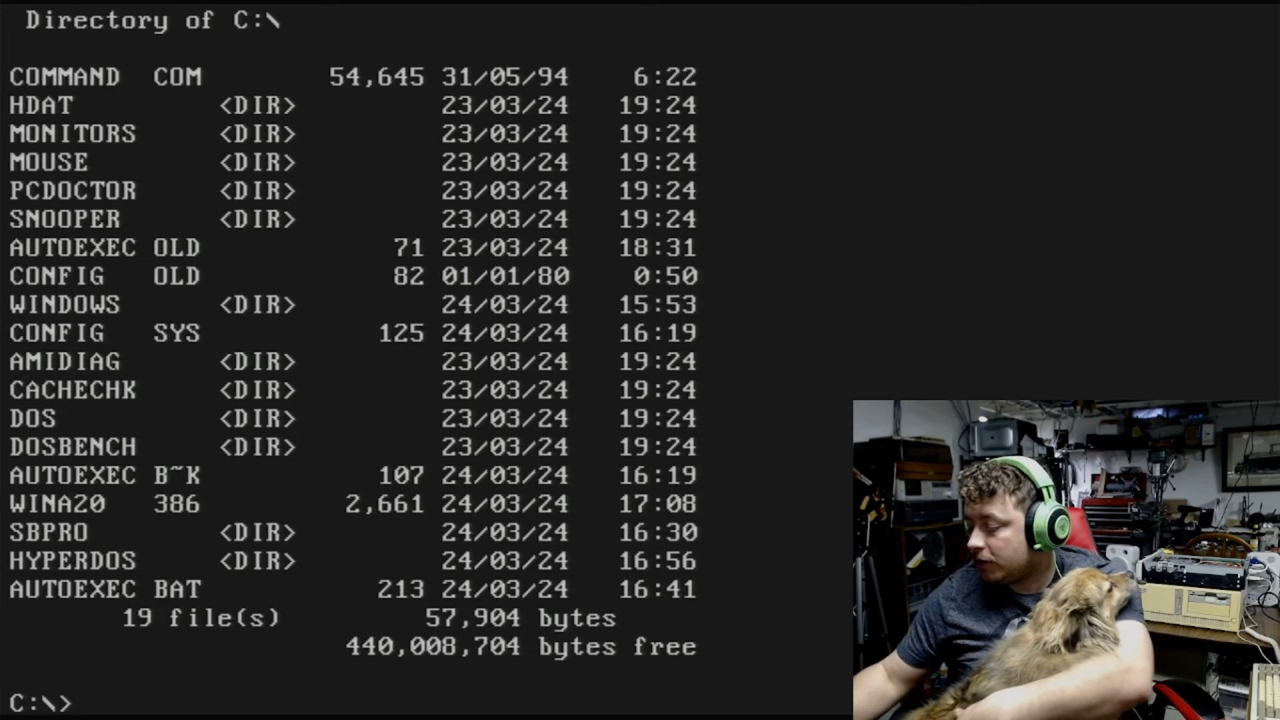 Directory of C:\
COMMAND COM 54,645 31/05/94 6:22
HDAT <DIR> 23/03/24 19:24
MONITORS <DIR> 23/03/24 19:24
MOUSE <DIR> 23/03/24 19:24
PCDOCTOR <DIR> 23/03/24 19:24
SNOOPER <DIR> 23/03/24 19:24
AUTOEXEC OLD 71 23/03/24 18:31
CONFIG OLD 82 01/01/80 0:50
WINDOWS <DIR> 24/03/24 15:53
CONFIG SYS 125 24/03/24 16:19
AMIDIAG <DIR> 23/03/24 19:24
CACHECHK <DIR> 23/03/24 19:24
DOS <DIR> 23/03/24 19:24
DOSBENCH <DIR> 23/03/24 19:24
AUTOEXEC B~K 107 24/03/24 16:19
WINA20 386 2,661 24/03/24 17:08
SBPRO <DIR> 24/03/24 16:30
HYPERDOS <DIR> 24/03/24 16:56
AUTOEXEC BAT 213 24/03/24 16:41
19 file(s) 57,904 bytes
440,008,704 bytes free
C:\>